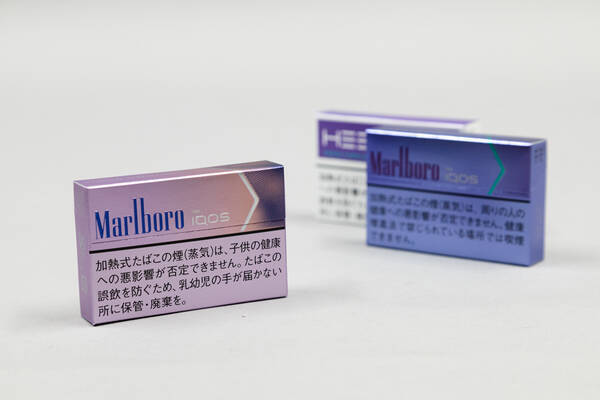 Marlboro
IQOS
加熱式たばこの煙(蒸気)は、子供の健康
への悪影響が否定できません。たばこの
誤飲を防ぐため、乳幼児の手が届かない
所に保管・廃棄を。
Marlboro
IQOS
加熱式たばこの煙(蒸気)は、周りの人の
健康への悪影響が否定できません。健康
増進法で禁じられている場所では喫煙
できません。